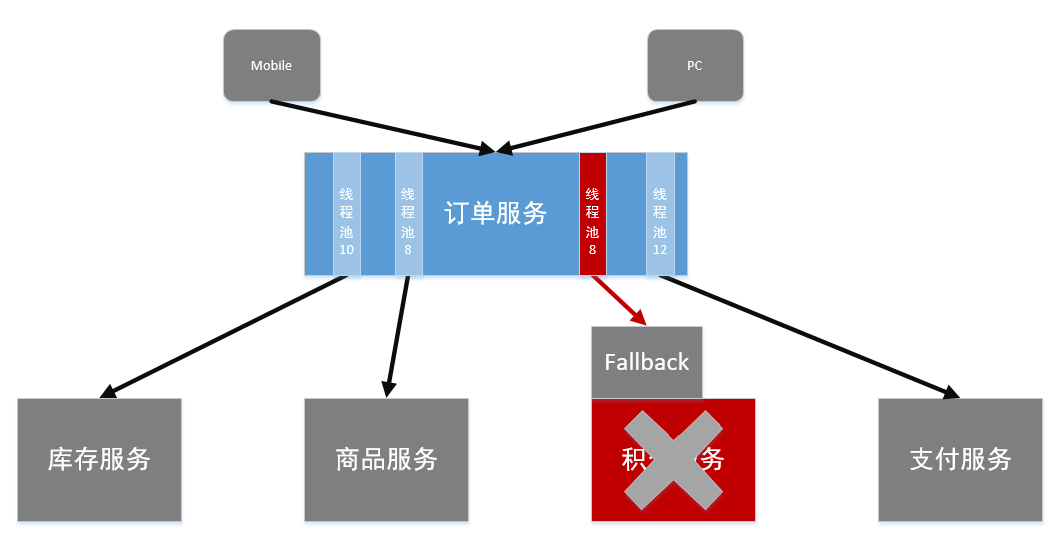 Mobile
PC
线程池10
线程池8
订单服务
线程池8
线程池12
Fallback
库存服务
商品服务
积 务
支付服务